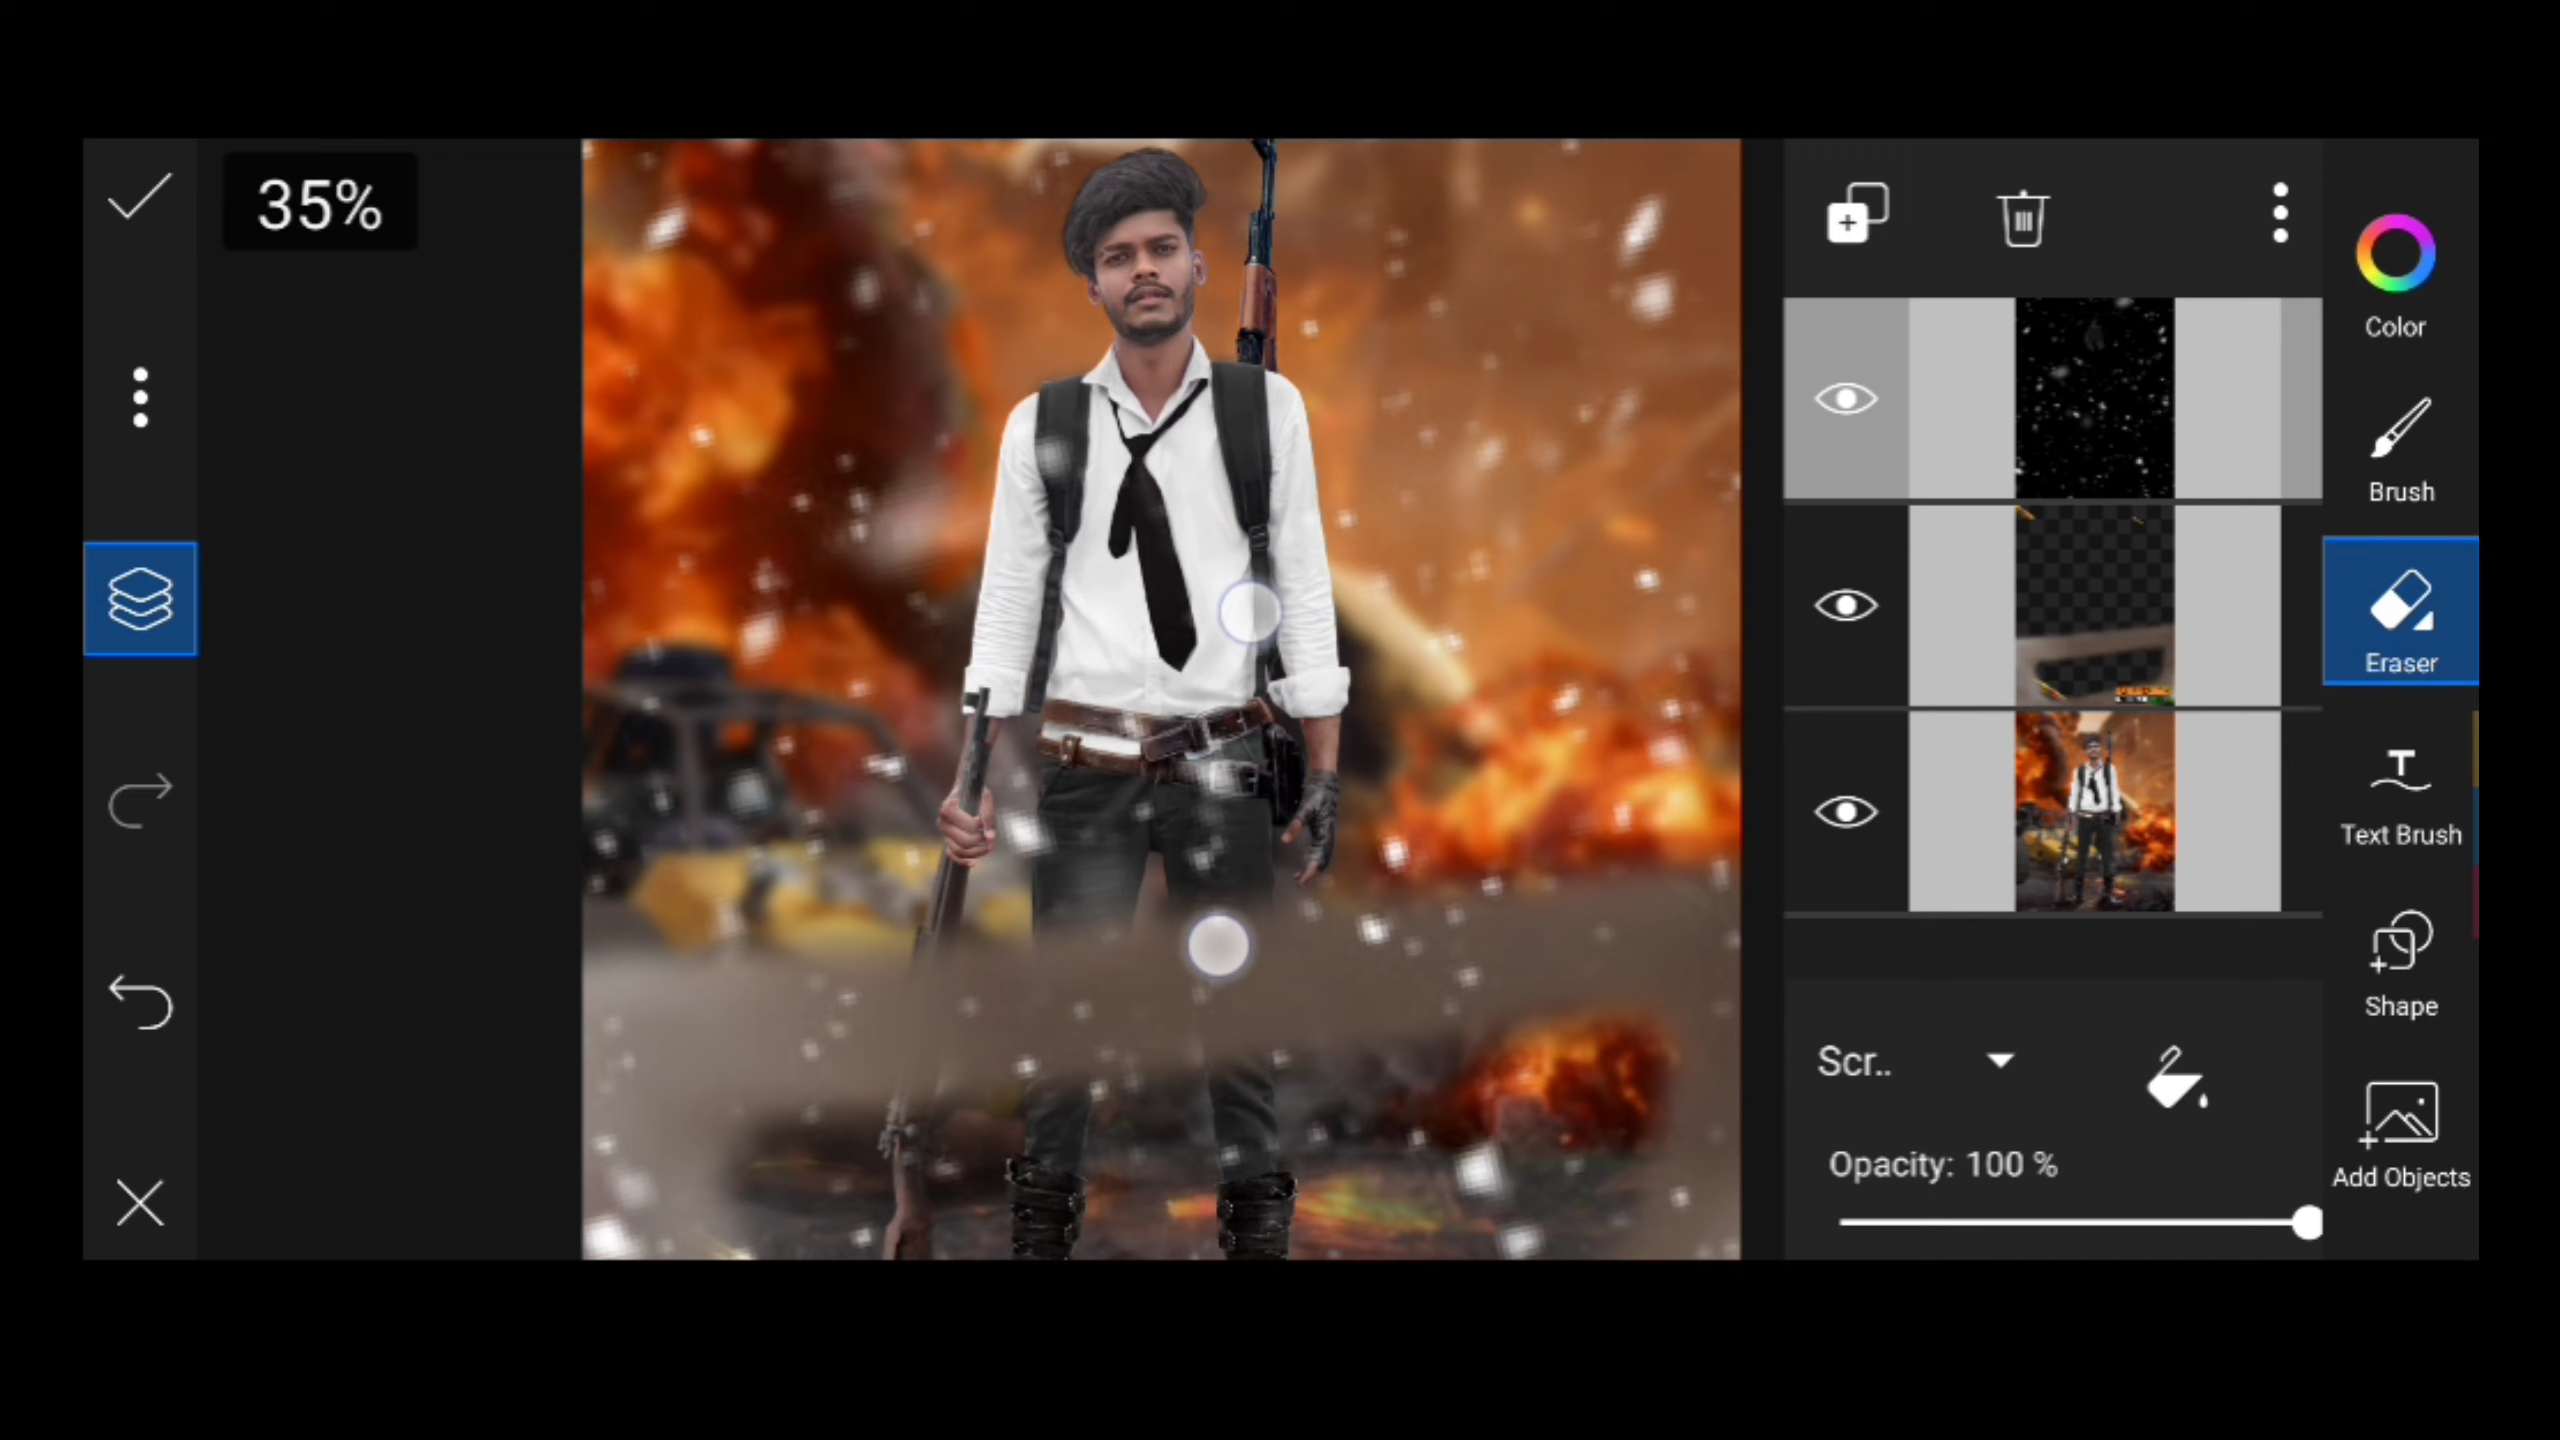 35%
Color
Brush
Eraser
Text Brush
Shape
Add Objects
Scr..
Opacity: 100 %